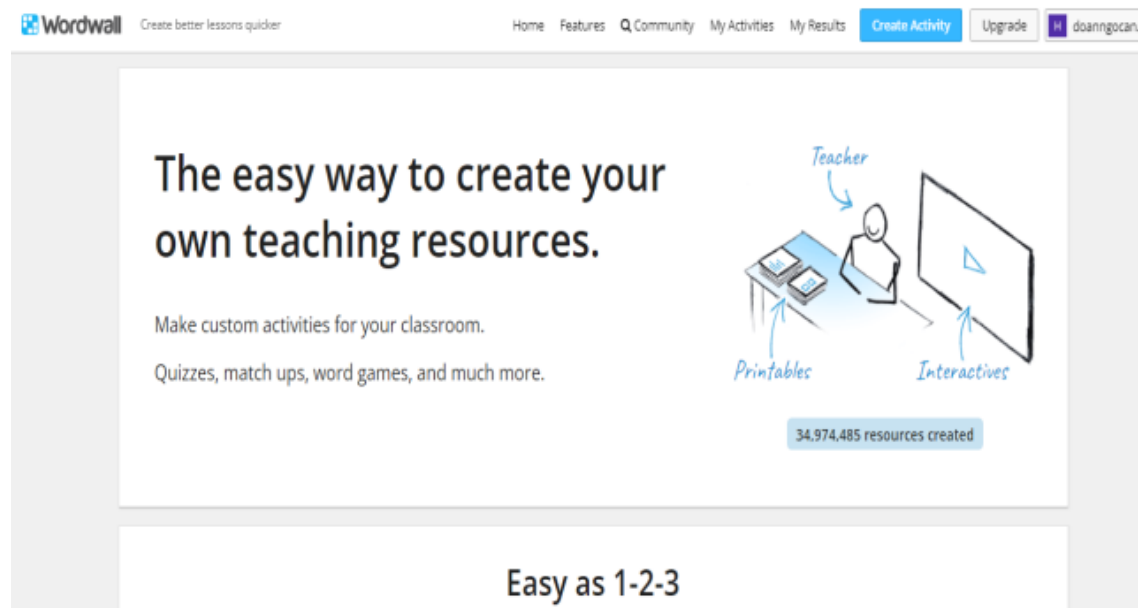 Wordwall Create better lessons quicker Home Features Community My Activities My Results Create Activity Upgrade H doanngocan
The easy way to create your
own teaching resources.
Make custom activities for your classroom.
Quizzes, match ups, word games, and much more.
Teacher
Printables
Interactives
34,974,485 resources created
Easy as 1-2-3